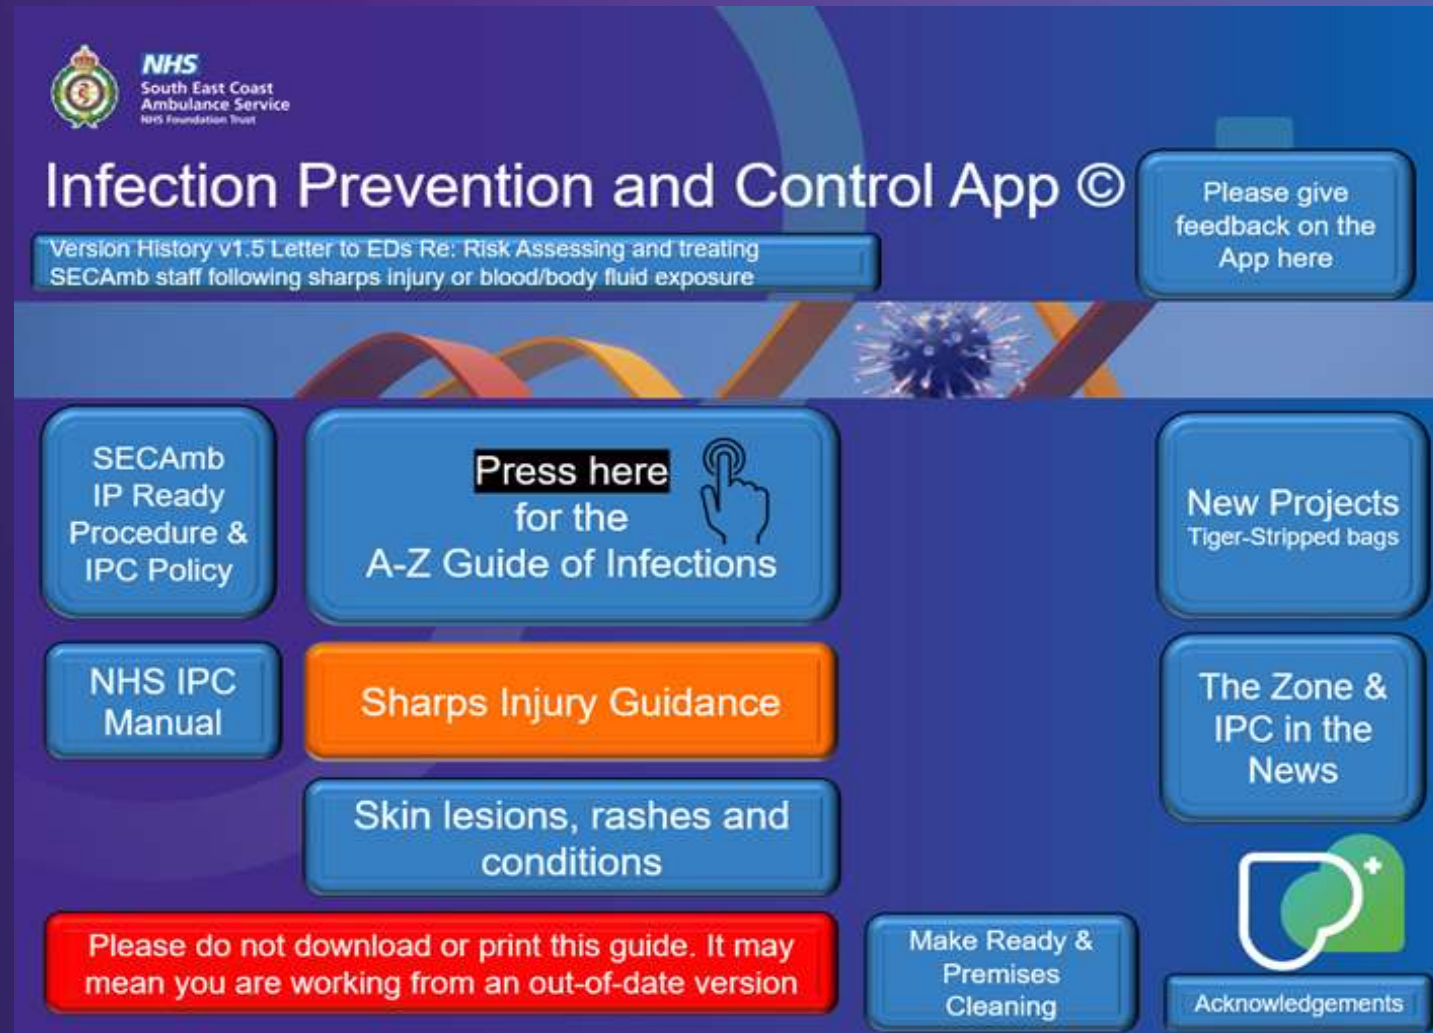 NHS
South East Coast
Ambulance Service
NHS Foundation Trust
Infection Prevention and Control App ©
Please give
feedback on the
App here
Version History v1.5 Letter to EDs Re: Risk Assessing and treating
SECAmb staff following sharps injury or blood/body fluid exposure
SECAmb
IP Ready
Procedure &
IPC Policy
Press here
for the
A-Z Guide of Infections
New Projects
Tiger-Stripped bags
NHS IPC
Manual
Sharps Injury Guidance
The Zone &
IPC in the
News
Skin lesions, rashes and
conditions
Please do not download or print this guide. It may
mean you are working from an out-of-date version
Make Ready &
Premises
Cleaning
Acknowledgements